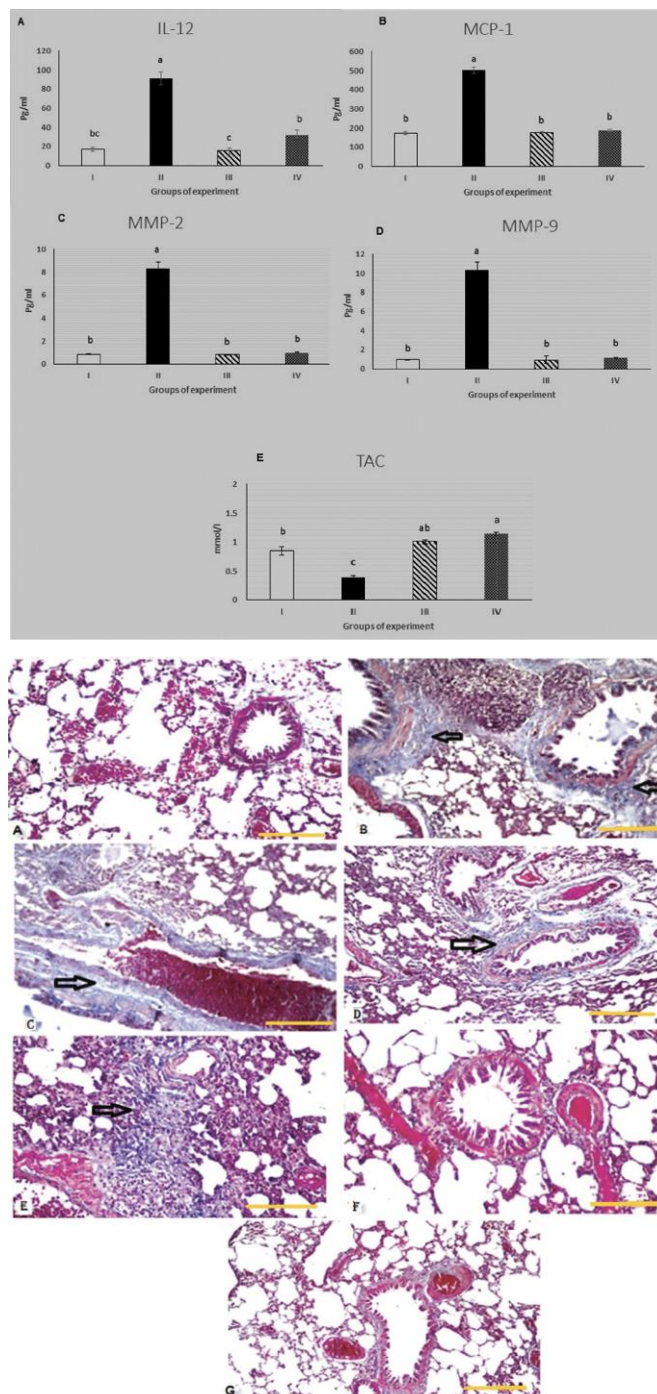 A
IL-12
120
100
80
60
40
20
0
Pg/ml
bc
a
c
b
I II III IV
Groups of experiment
B
MCP-1
600
500
400
300
200
100
0
Pg/ml
b
a
b
b
I II III IV
Groups of experiment
C
MMP-2
10
8
6
4
2
0
Pg/ml
b
a
b
b
I II III IV
Groups of experiment
D
MMP-9
12
10
8
6
4
2
0
Pg/ml
b
a
b
b
I II III IV
Groups of experiment
E
TAC
2
1.5
1
0.5
0
mmol/l
b
c
ab
a
I II III IV
Groups of experiment
A
B
C
D
E
F
G